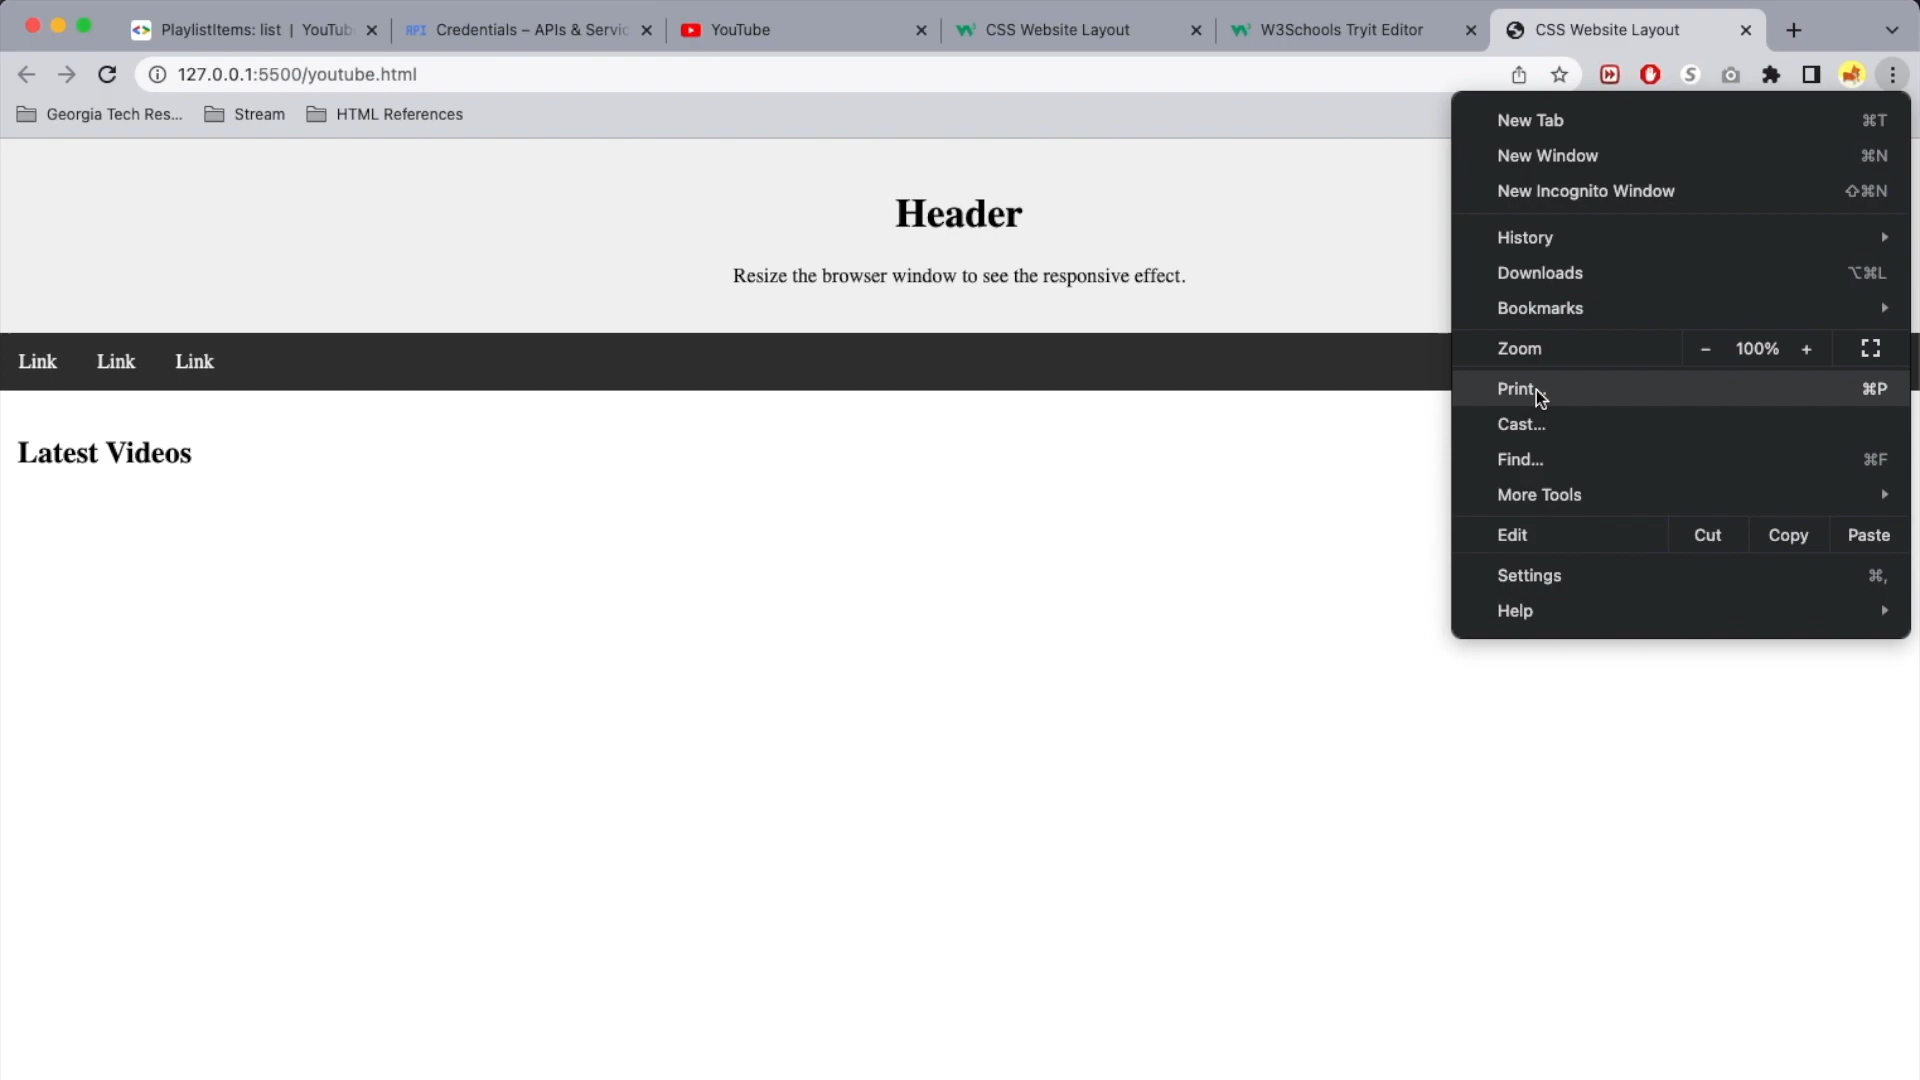 PlaylistItems: list | YouTub
API Credentials – APIs & Servic
YouTube
CSS Website Layout
W3Schools Tryit Editor
CSS Website Layout
127.0.0.1:5500/youtube.html
Georgia Tech Res...
Stream
HTML References
Header
Resize the browser window to see the responsive effect.
Link Link Link
Latest Videos
New Tab ⌘T
New Window ⌘N
New Incognito Window ⇧⌘N
History
Downloads ⌥⌘L
Bookmarks
Zoom – 100% +
Print... ⌘P
Cast...
Find... ⌘F
More Tools
Edit Cut Copy Paste
Settings ⌘,
Help